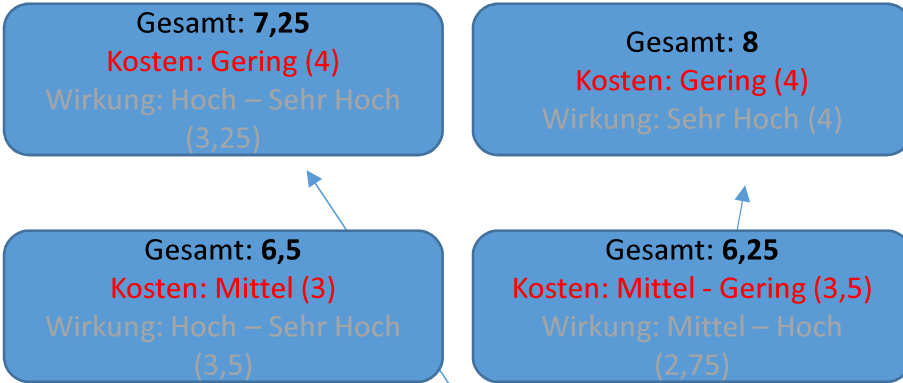 Gesamt: 7,25
Kosten: Gering (4)
Wirkung: Hoch – Sehr Hoch
(3,25)
Gesamt: 8
Kosten: Gering (4)
Wirkung: Sehr Hoch (4)
Gesamt: 6,5
Kosten: Mittel (3)
Wirkung: Hoch – Sehr Hoch
(3,5)
Gesamt: 6,25
Kosten: Mittel - Gering (3,5)
Wirkung: Mittel – Hoch
(2,75)